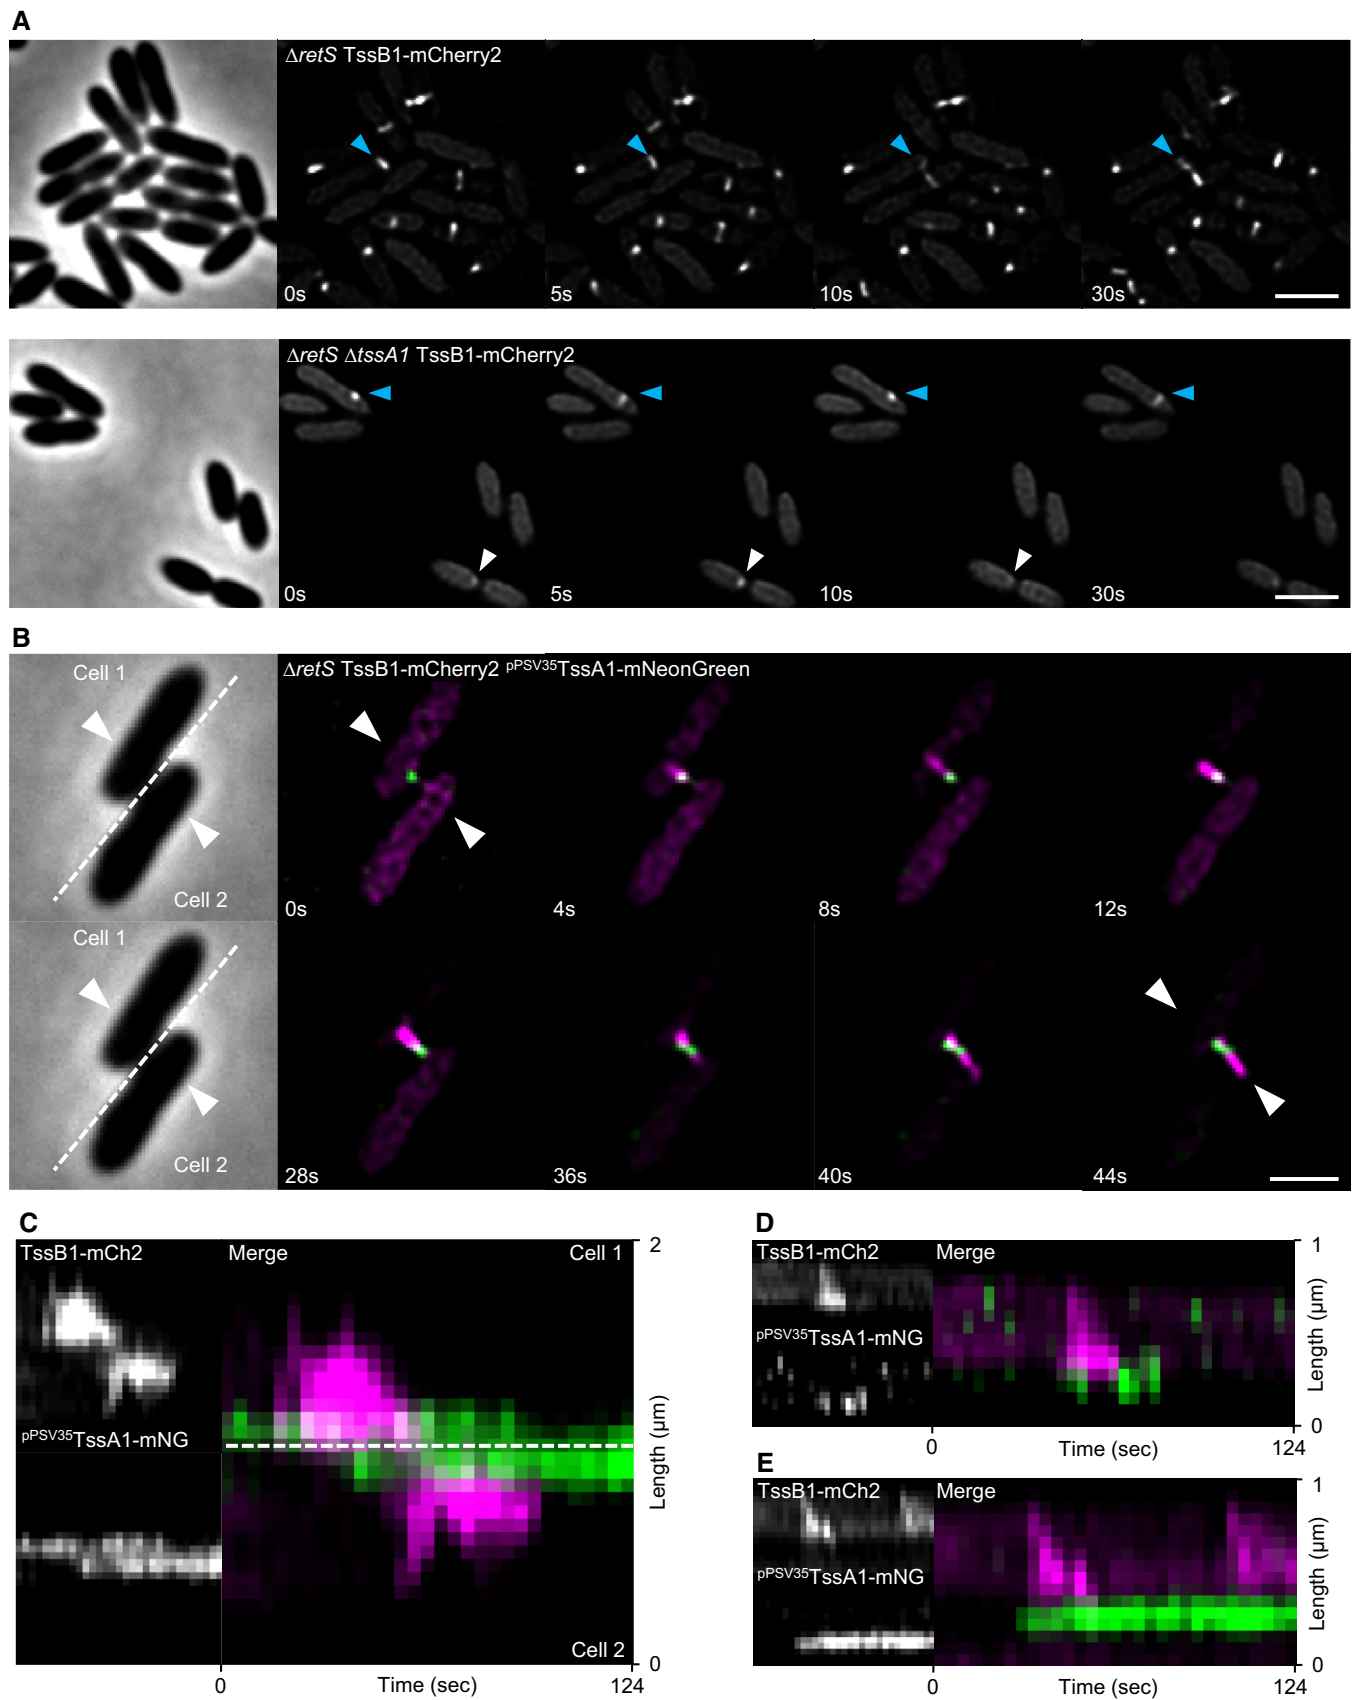 A
ΔretS TssB1-mCherry2
0s
5s
10s
30s
ΔretS ΔtssA1 TssB1-mCherry2
0s
5s
10s
30s
B
Cell 1
Cell 2
ΔretS TssB1-mCherry2 pPSV35TssA1-mNeonGreen
0s
4s
8s
12s
Cell 1
Cell 2
28s
36s
40s
44s
C
TssB1-mCh2
pPSV35TssA1-mNG
Merge
Cell 1
Cell 2
2
Length (µm)
0
0
Time (sec)
124
D
TssB1-mCh2
pPSV35TssA1-mNG
Merge
1
Length (µm)
0
0
Time (sec)
124
E
TssB1-mCh2
pPSV35TssA1-mNG
Merge
1
Length (µm)
0
0
Time (sec)
124